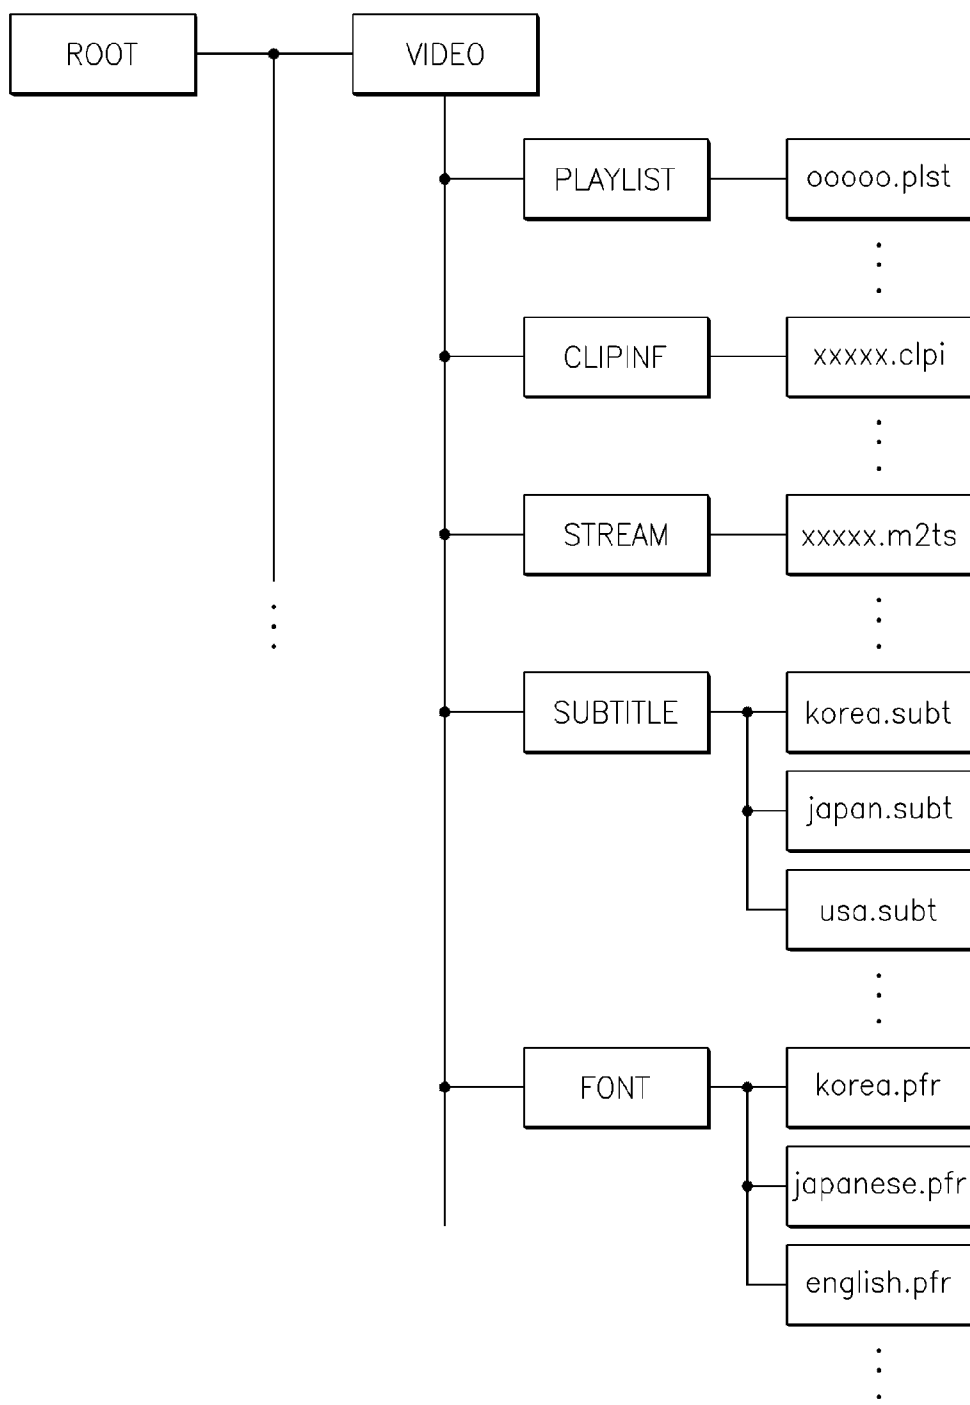 ROOT
VIDEO
PLAYLIST
ooooo.plst
CLIPINF
xxxxx.clpi
STREAM
xxxxx.m2ts
SUBTITLE
korea.subt
japan.subt
usa.subt
FONT
korea.pfr
japanese.pfr
english.pfr